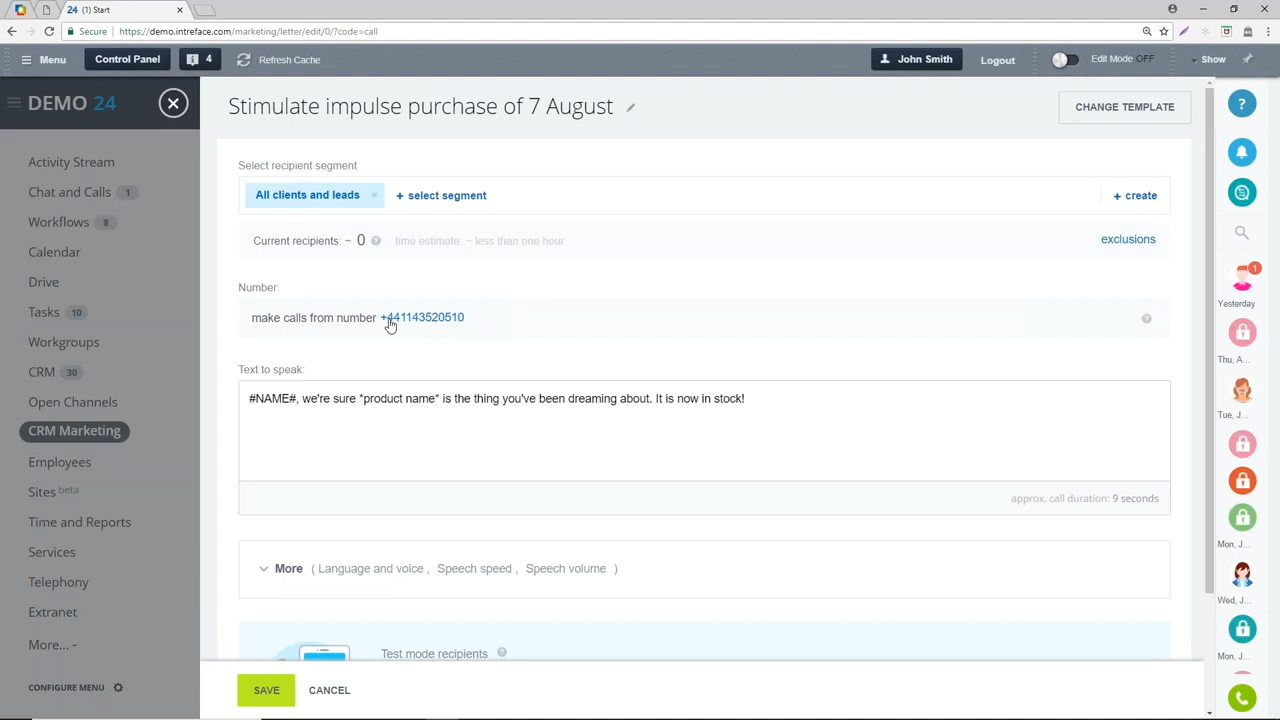 24 (1) Start
Secure
https://demo.intreface.com/marketing/letter/edit/0/?code=call
Menu
Control Panel
4
Refresh Cache
John Smith
Logout
Edit Mode OFF
Show
DEMO 24
Stimulate impulse purchase of 7 August
CHANGE TEMPLATE
Activity Stream
Chat and Calls 1
Workflows 8
Calendar
Drive
Tasks 10
Workgroups
CRM 30
Open Channels
CRM Marketing
Employees
Sites beta
Time and Reports
Services
Telephony
Extranet
More...
CONFIGURE MENU
Select recipient segment
All clients and leads × + select segment + create
Current recipients: ~ 0 ? time estimate: ~ less than one hour exclusions
Number:
make calls from number +441143520510 ?
Text to speak:
#NAME#, we're sure *product name* is the thing you've been dreaming about. It is now in stock!
approx. call duration: 9 seconds
More ( Language and voice , Speech speed , Speech volume )
Test mode recipients ?
SAVE CANCEL
?
1
Yesterday
Thu, A...
Tue, J...
Mon, J...
Wed, J...
Mon, J...